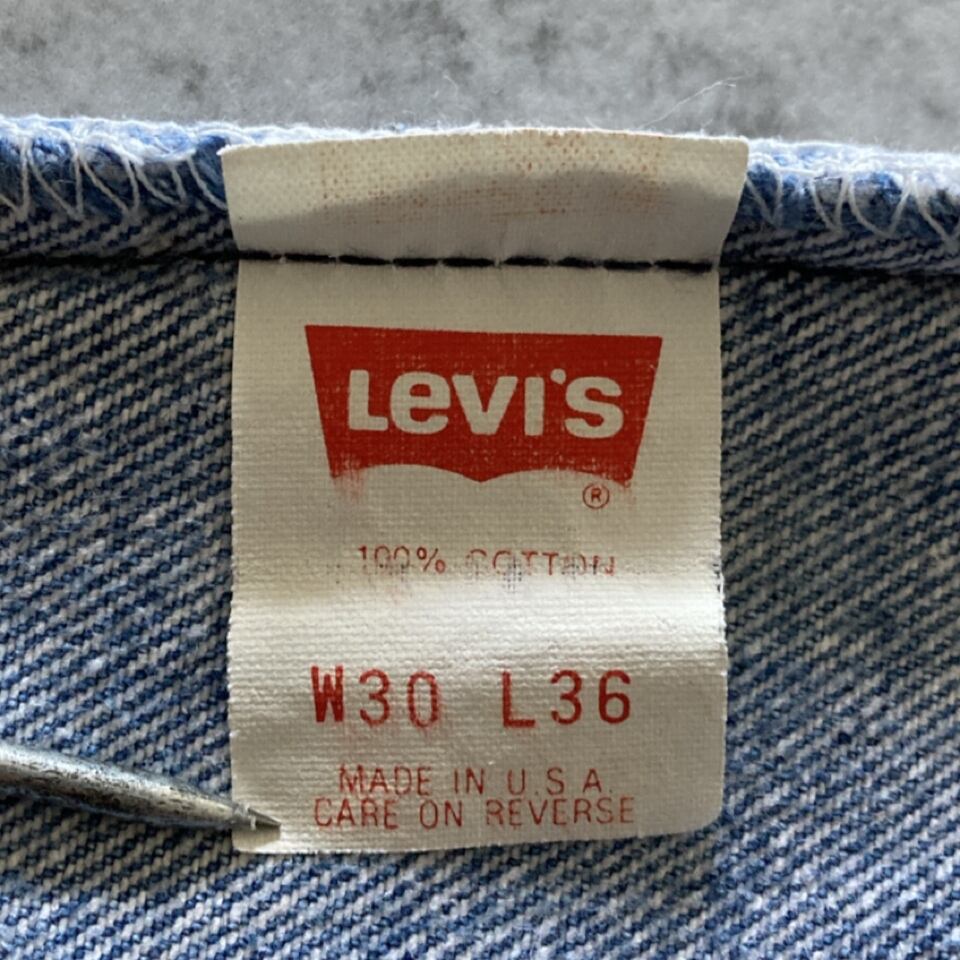 Levi's
®
100% COTTON
W30 L36
MADE IN U.S.A.
CARE ON REVERSE